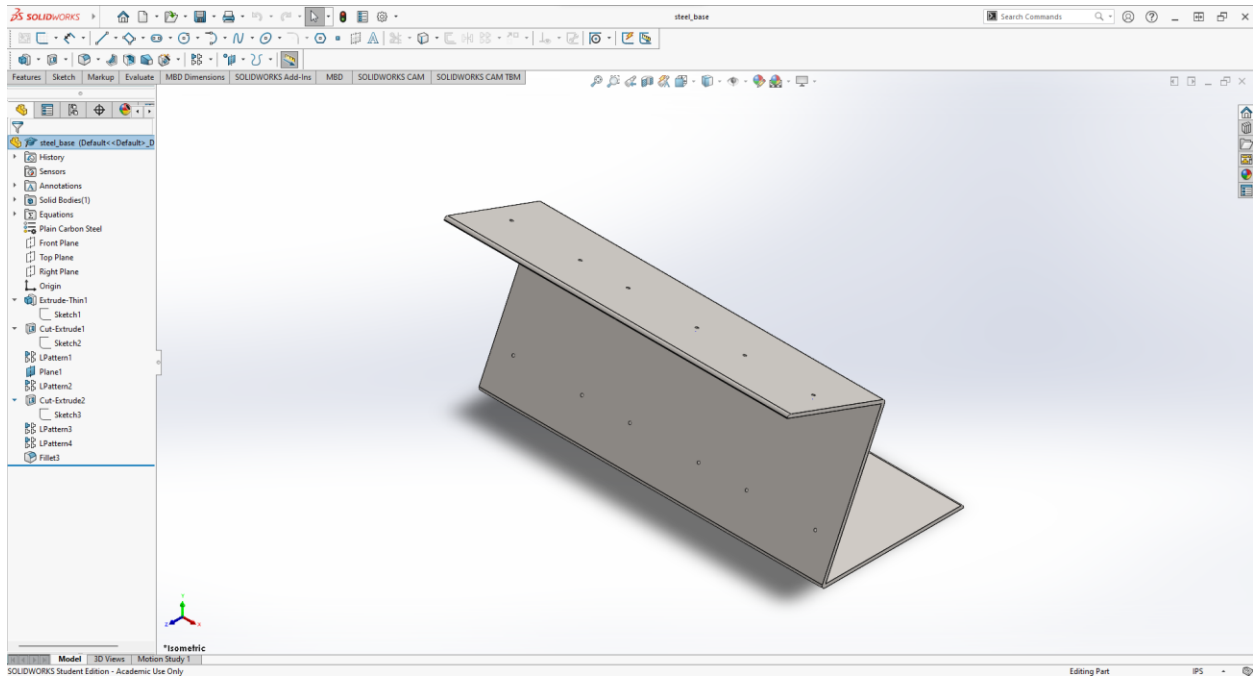 SOLIDWORKS
steel_base
Search Commands
Features Sketch Markup Evaluate MBD Dimensions SOLIDWORKS Add-Ins MBD SOLIDWORKS CAM SOLIDWORKS CAM TBM
steel_base (Default<<Default>_D
History
Sensors
Annotations
Solid Bodies(1)
Equations
Plain Carbon Steel
Front Plane
Top Plane
Right Plane
Origin
Extrude-Thin1
Sketch1
Cut-Extrude1
Sketch2
LPattern1
Plane1
LPattern2
Cut-Extrude2
Sketch3
LPattern3
LPattern4
Fillet3
Y
Z
X
*Isometric
Model 3D Views Motion Study 1
SOLIDWORKS Student Edition - Academic Use Only
Editing Part
IPS